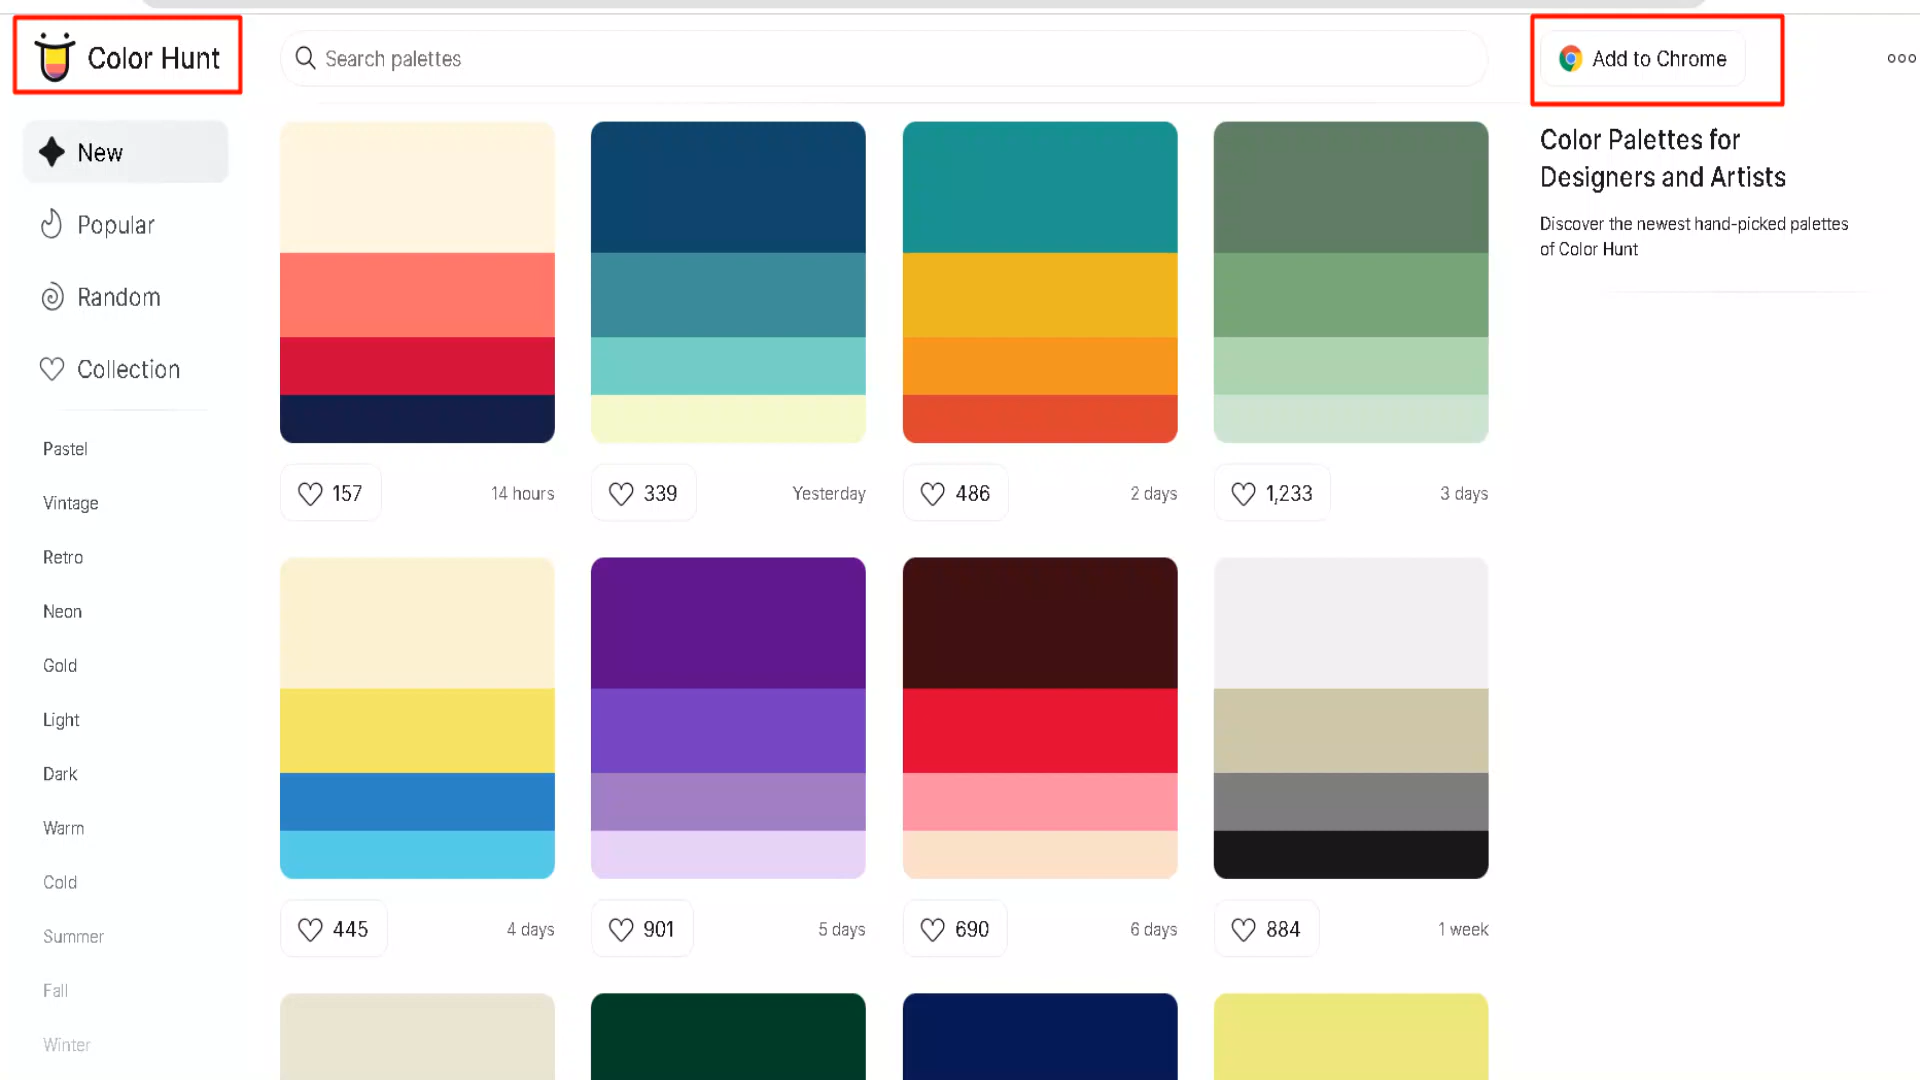 Color Hunt
Search palettes
Add to Chrome
New
Popular
Random
Collection
Pastel
Vintage
Retro
Neon
Gold
Light
Dark
Warm
Cold
Summer
Fall
Winter
157
14 hours
339
Yesterday
486
2 days
1,233
3 days
445
4 days
901
5 days
690
6 days
884
1 week
Color Palettes for
Designers and Artists
Discover the newest hand-picked palettes
of Color Hunt